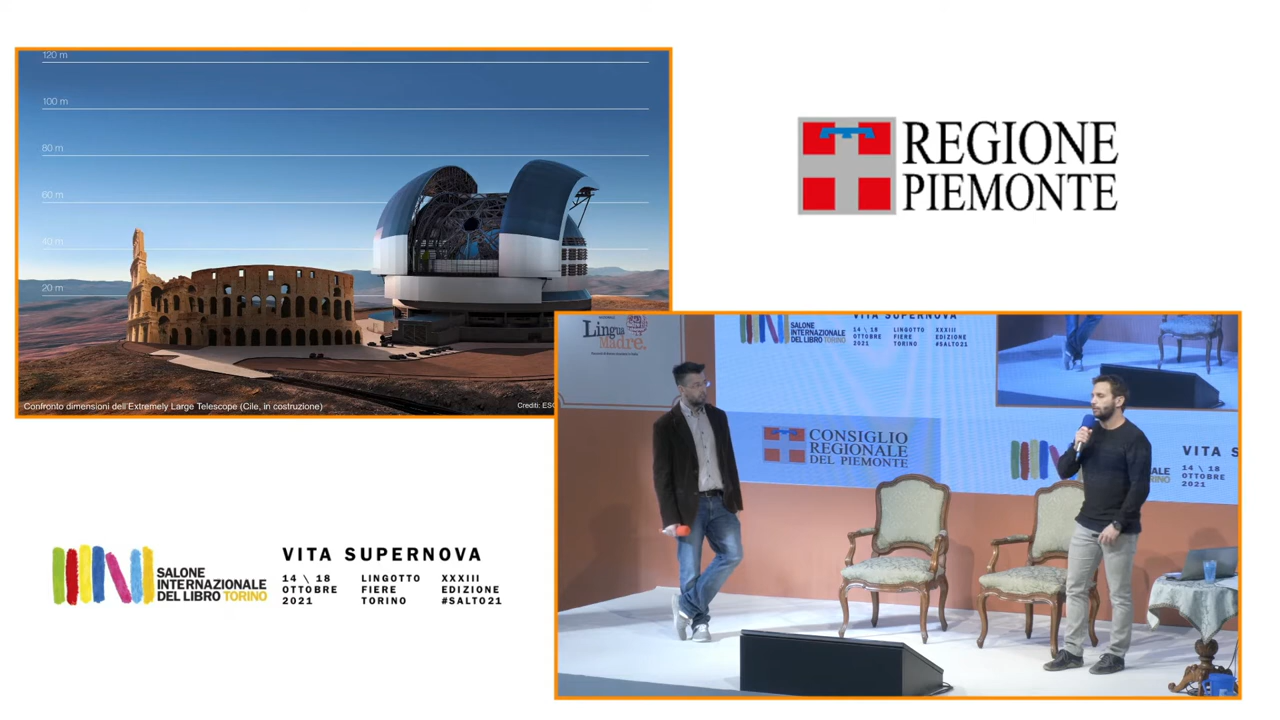 120 m
100 m
80 m
60 m
40 m
20 m
Confronto dimensioni dell'Extremely Large Telescope (Cile, in costruzione)
Crediti: ESO
REGIONE
PIEMONTE
Lingua
Madre.
SALONE
INTERNAZIONALE
DEL LIBRO TORINO
VITA SUPERNOVA
14 \ 18
OTTOBRE
2021
LINGOTTO
FIERE
TORINO
XXXIII
EDIZIONE
#SALTO21
CONSIGLIO
REGIONALE
DEL PIEMONTE
VITA S
14 \ 18
OTTOBRE
2021
SALONE
INTERNAZIONALE
DEL LIBRO TORINO
VITA SUPERNOVA
14 \ 18
OTTOBRE
2021
LINGOTTO
FIERE
TORINO
XXXIII
EDIZIONE
#SALTO21